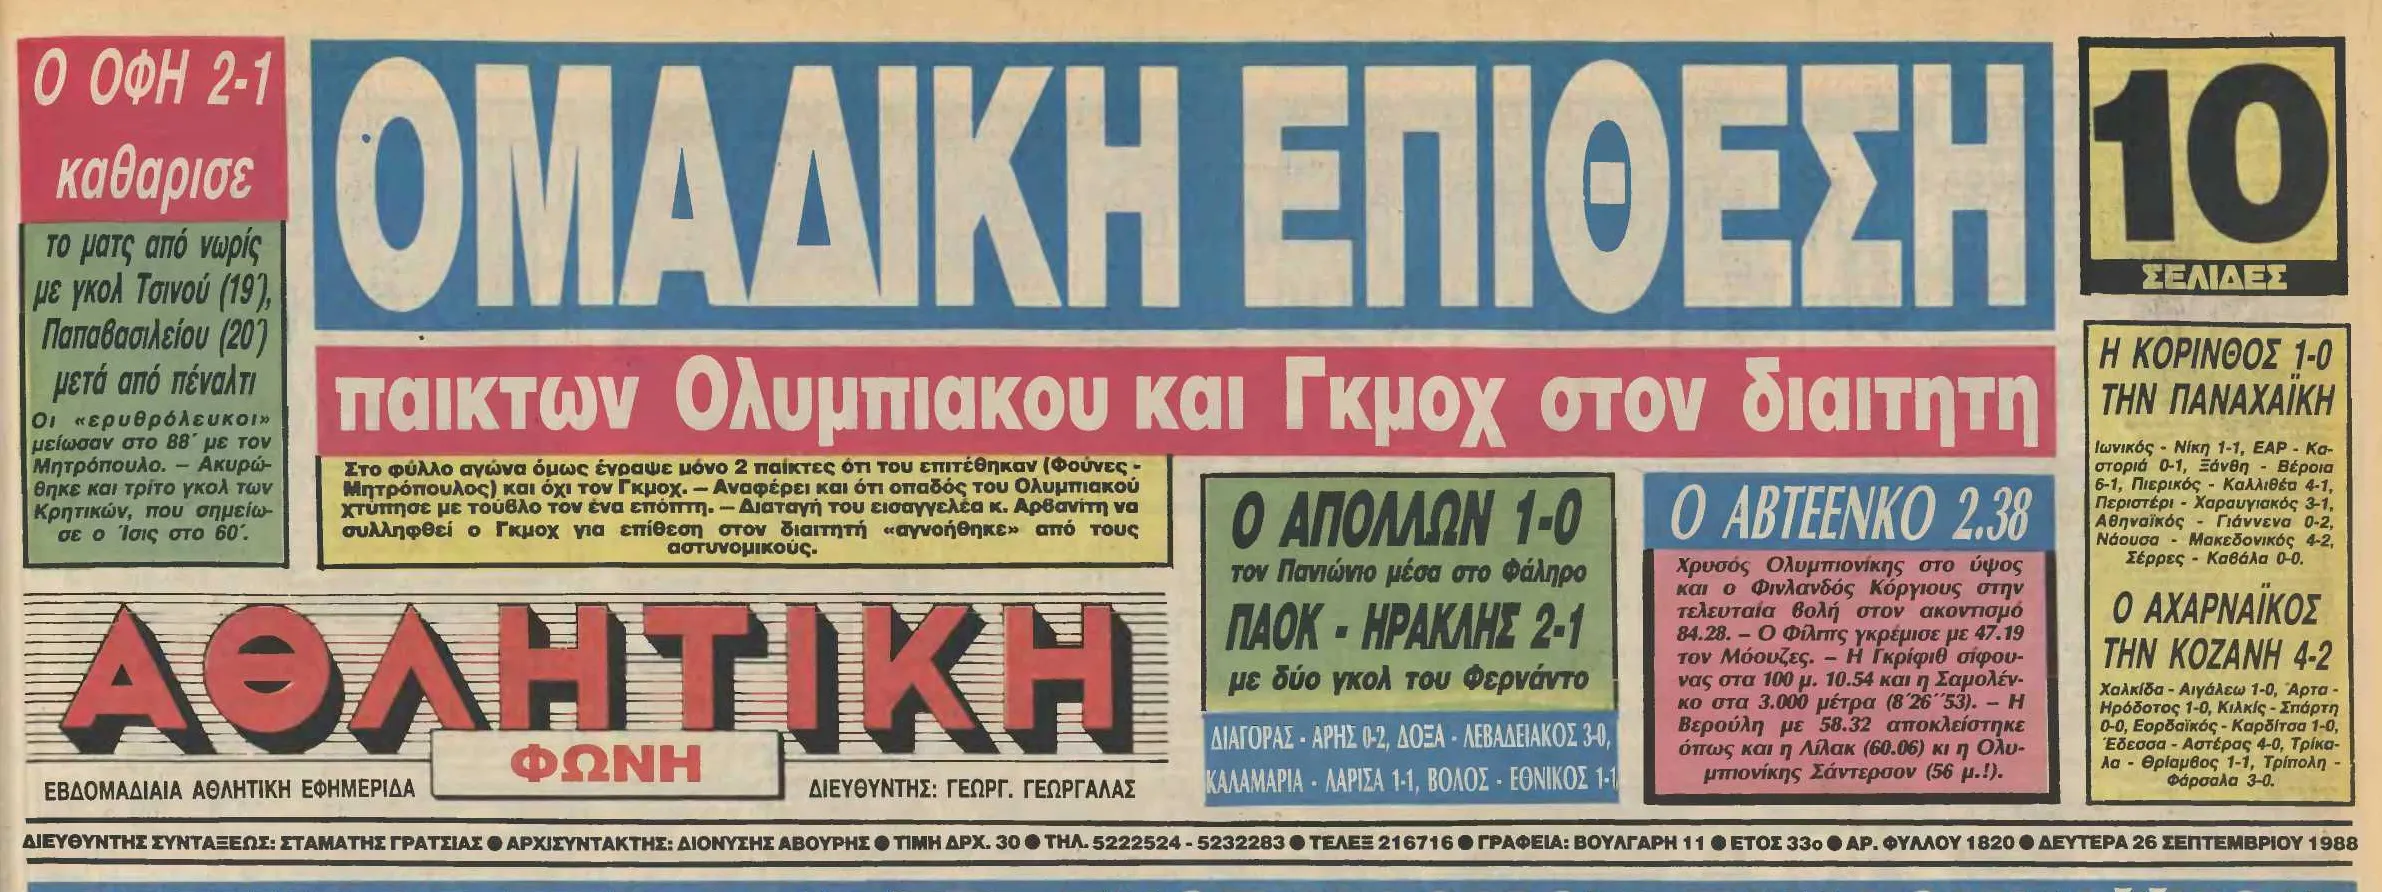 Ο ΟΦΗ 2-1
καθαρισε
το ματς από νωρίς
με γκολ Τσινού (19΄),
Παπαβασιλείου (20΄)
μετά από πέναλτι
Οι «ερυθρόλευκοι»
μείωσαν στο 88΄ με τον
Μητρόπουλο. – Ακυρώ-
θηκε και τρίτο γκολ των
Κρητικών, που σημείω-
σε ο Ίσις στο 60΄.
ΟΜΑΔΙΚΗ ΕΠΙΘΕΣΗ
παικτων Ολυμπιακου και Γκμοχ στον διαιτητη
Στο φύλλο αγώνα όμως έγραψε μόνο 2 παίκτες ότι του επιτέθηκαν (Φούνες -
Μητρόπουλος) και όχι τον Γκμοχ. – Αναφέρει και ότι οπαδός του Ολυμπιακού
χτύπησε με τούβλο τον ένα επόπτη. – Διαταγή του εισαγγελέα κ. Αρβανίτη να
συλληφθεί ο Γκμοχ για επίθεση στον διαιτητή «αγνοήθηκε» από τους
αστυνομικούς.
10
ΣΕΛΙΔΕΣ
Η ΚΟΡΙΝΘΟΣ 1-0
ΤΗΝ ΠΑΝΑΧΑΪΚΗ
Ιωνικός - Νίκη 1-1, ΕΑΡ - Κα-
στοριά 0-1, Ξάνθη - Βέροια
6-1, Πιερικός - Καλλιθέα 4-1,
Περιστέρι - Χαραυγιακός 3-1,
Αθηναϊκός - Γιάννενα 0-2,
Νάουσα - Μακεδονικός 4-2,
Σέρρες - Καβάλα 0-0.
Ο ΑΧΑΡΝΑΪΚΟΣ
ΤΗΝ ΚΟΖΑΝΗ 4-2
Χαλκίδα - Αιγάλεω 1-0, Άρτα -
Ηρόδοτος 1-0, Κιλκίς - Σπάρτη
0-0, Εορδαϊκός - Καρδίτσα 1-0,
Έδεσσα - Αστέρας 4-0, Τρίκα-
λα - Θρίαμβος 1-1, Τρίπολη -
Φάρσαλα 3-0.
Ο ΑΠΟΛΛΩΝ 1-0
τον Πανιώνιο μέσα στο Φάληρο
ΠΑΟΚ - ΗΡΑΚΛΗΣ 2-1
με δύο γκολ του Φερνάντο
ΔΙΑΓΟΡΑΣ - ΑΡΗΣ 0-2, ΔΟΞΑ - ΛΕΒΑΔΕΙΑΚΟΣ 3-0,
ΚΑΛΑΜΑΡΙΑ - ΛΑΡΙΣΑ 1-1, ΒΟΛΟΣ - ΕΘΝΙΚΟΣ 1-1
Ο ΑΒΤΕΕΝΚΟ 2.38
Χρυσός Ολυμπιονίκης στο ύψος
και ο Φινλανδός Κόργιους στην
τελευταία βολή στον ακοντισμό
84.28. – Ο Φίλιπς γκρέμισε με 47.19
τον Μόουζες. – Η Γκρίφιθ σίφου-
νας στα 100 μ. 10.54 και η Σαμολέν-
κο στα 3.000 μέτρα (8΄26΄΄53). – Η
Βερούλη με 58.32 αποκλείστηκε
όπως και η Λίλακ (60.06) κι η Ολυ-
μπιονίκης Σάντερσον (56 μ.!).
ΑΘΛΗΤΙΚΗ
ΦΩΝΗ
ΕΒΔΟΜΑΔΙΑΙΑ ΑΘΛΗΤΙΚΗ ΕΦΗΜΕΡΙΔΑ
ΔΙΕΥΘΥΝΤΗΣ: ΓΕΩΡΓ. ΓΕΩΡΓΑΛΑΣ
ΔΙΕΥΘΥΝΤΗΣ ΣΥΝΤΑΞΕΩΣ: ΣΤΑΜΑΤΗΣ ΓΡΑΤΣΙΑΣ ● ΑΡΧΙΣΥΝΤΑΚΤΗΣ: ΔΙΟΝΥΣΗΣ ΑΒΟΥΡΗΣ ● ΤΙΜΗ ΔΡΧ. 30 ● ΤΗΛ. 5222524 - 5232283 ● ΤΕΛΕΞ 216716 ● ΓΡΑΦΕΙΑ: ΒΟΥΛΓΑΡΗ 11 ● ΕΤΟΣ 33ο ● ΑΡ. ΦΥΛΛΟΥ 1820 ● ΔΕΥΤΕΡΑ 26 ΣΕΠΤΕΜΒΡΙΟΥ 1988